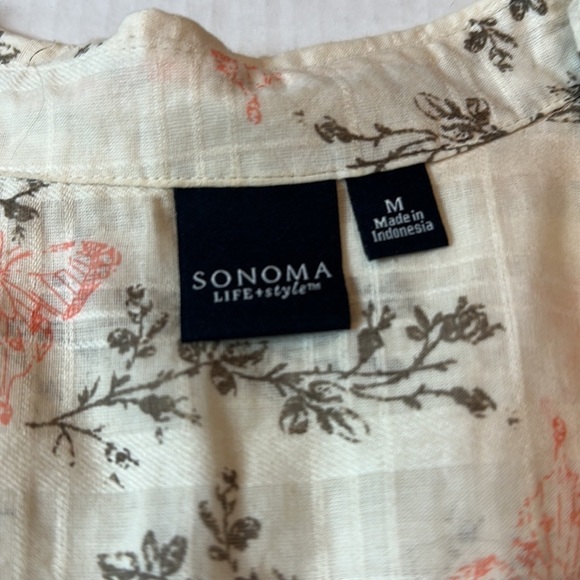 SONOMA
LIFE+style™
M
Made in
Indonesia